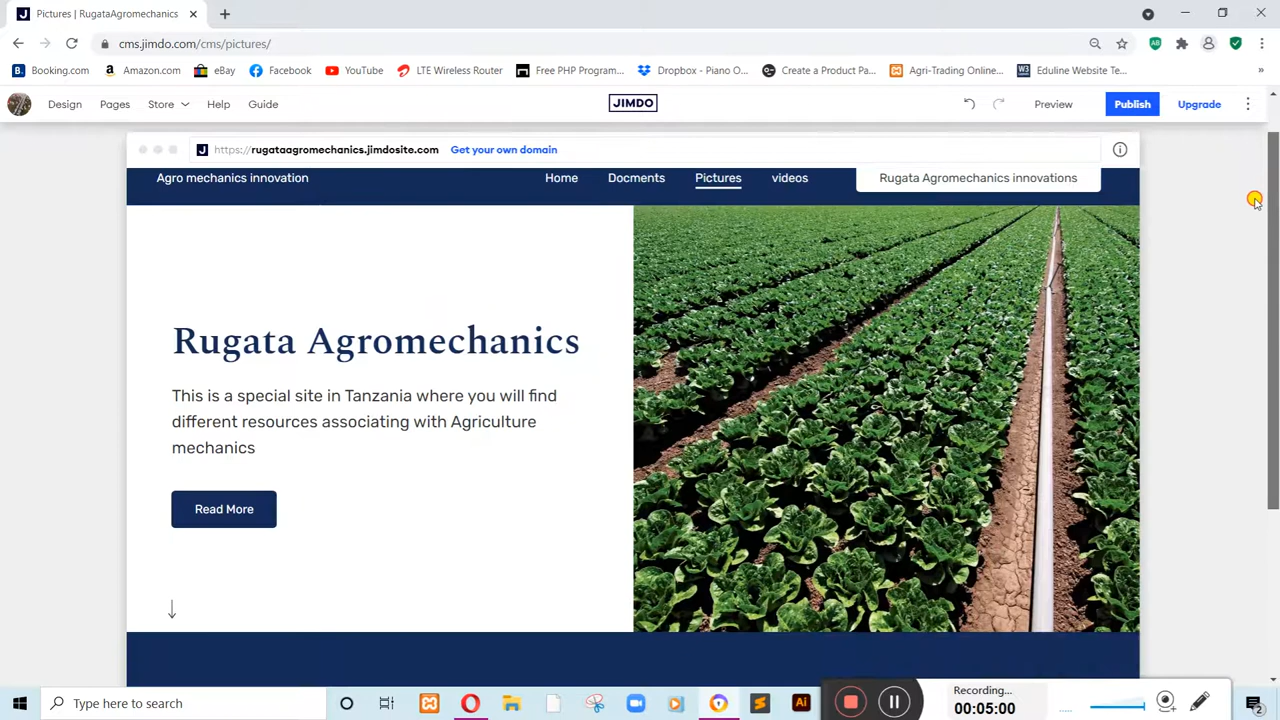 Pictures | RugataAgromechanics
cms.jimdo.com/cms/pictures/
Booking.com
Amazon.com
eBay
Facebook
YouTube
LTE Wireless Router
Free PHP Program...
Dropbox - Piano O...
Create a Product Pa...
Agri-Trading Online...
Eduline Website Te...
»
Design
Pages
Store
Help
Guide
JIMDO
Preview
Publish
Upgrade
https://rugataagromechanics.jimdosite.com
Get your own domain
Agro mechanics innovation
Home
Docments
Pictures
videos
Rugata Agromechanics innovations
Rugata Agromechanics
This is a special site in Tanzania where you will find
different resources associating with Agriculture
mechanics
Read More
Type here to search
Ai
Recording...
00:05:00
2